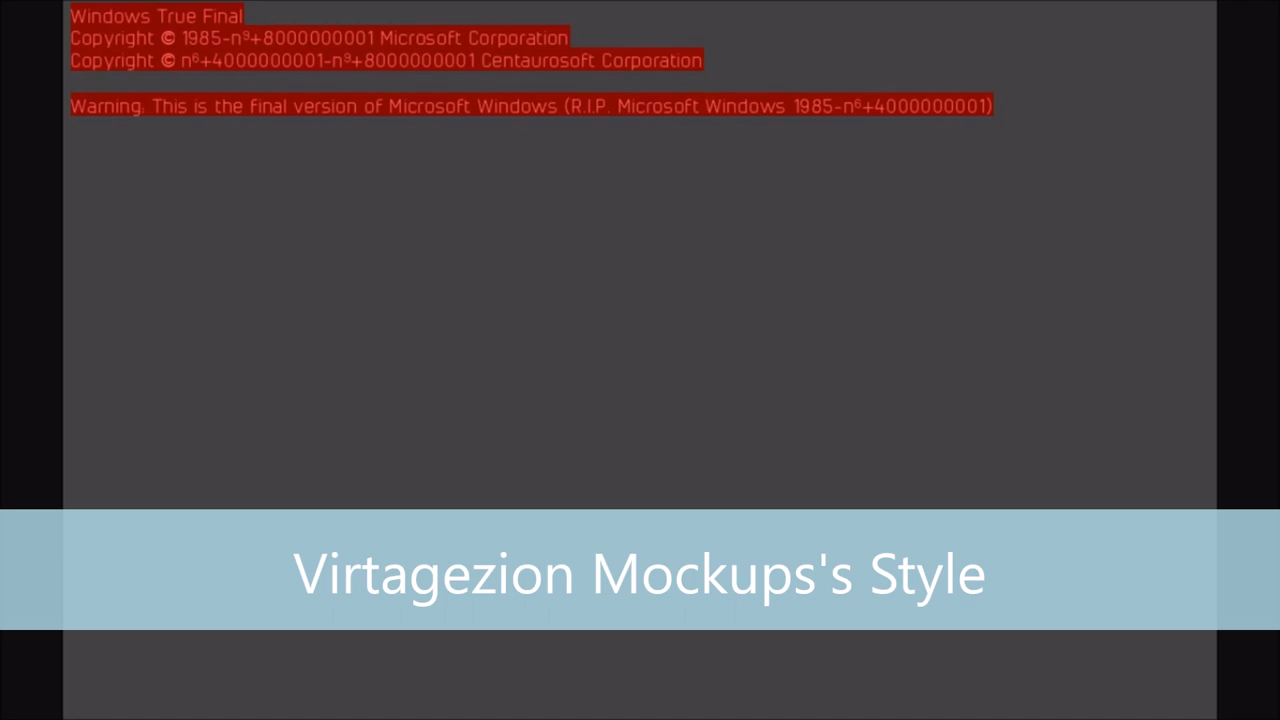 Windows True Final
Copyright © 1985-n⁹+8000000001 Microsoft Corporation
Copyright © n⁶+4000000001-n⁹+8000000001 Centaurosoft Corporation
Warning: This is the final version of Microsoft Windows (R.I.P. Microsoft Windows 1985-n⁶+4000000001)
Virtagezion Mockups's Style